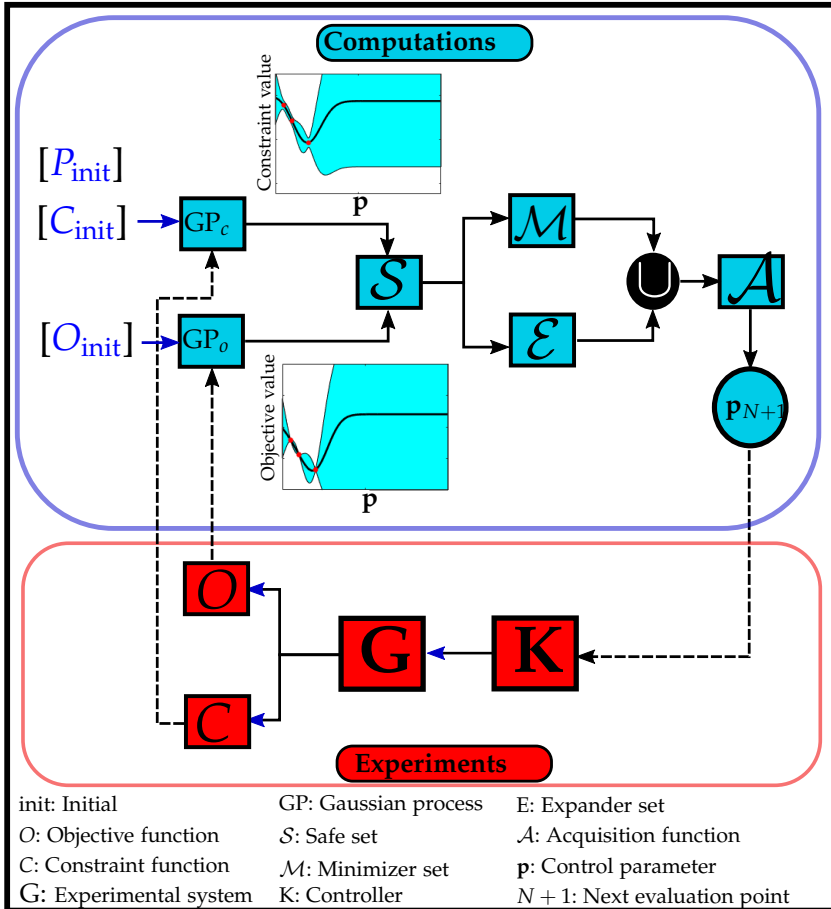 Computations
Constraint value
p
[P_init]
[C_init]
GP_c
M
S
⋃
A
[O_init]
GP_o
E
Objective value
p
p_{N+1}
O
G
K
C
Experiments
init: Initial
GP: Gaussian process
E: Expander set
O: Objective function
S: Safe set
A: Acquisition function
C: Constraint function
M: Minimizer set
p: Control parameter
G: Experimental system
K: Controller
N + 1: Next evaluation point